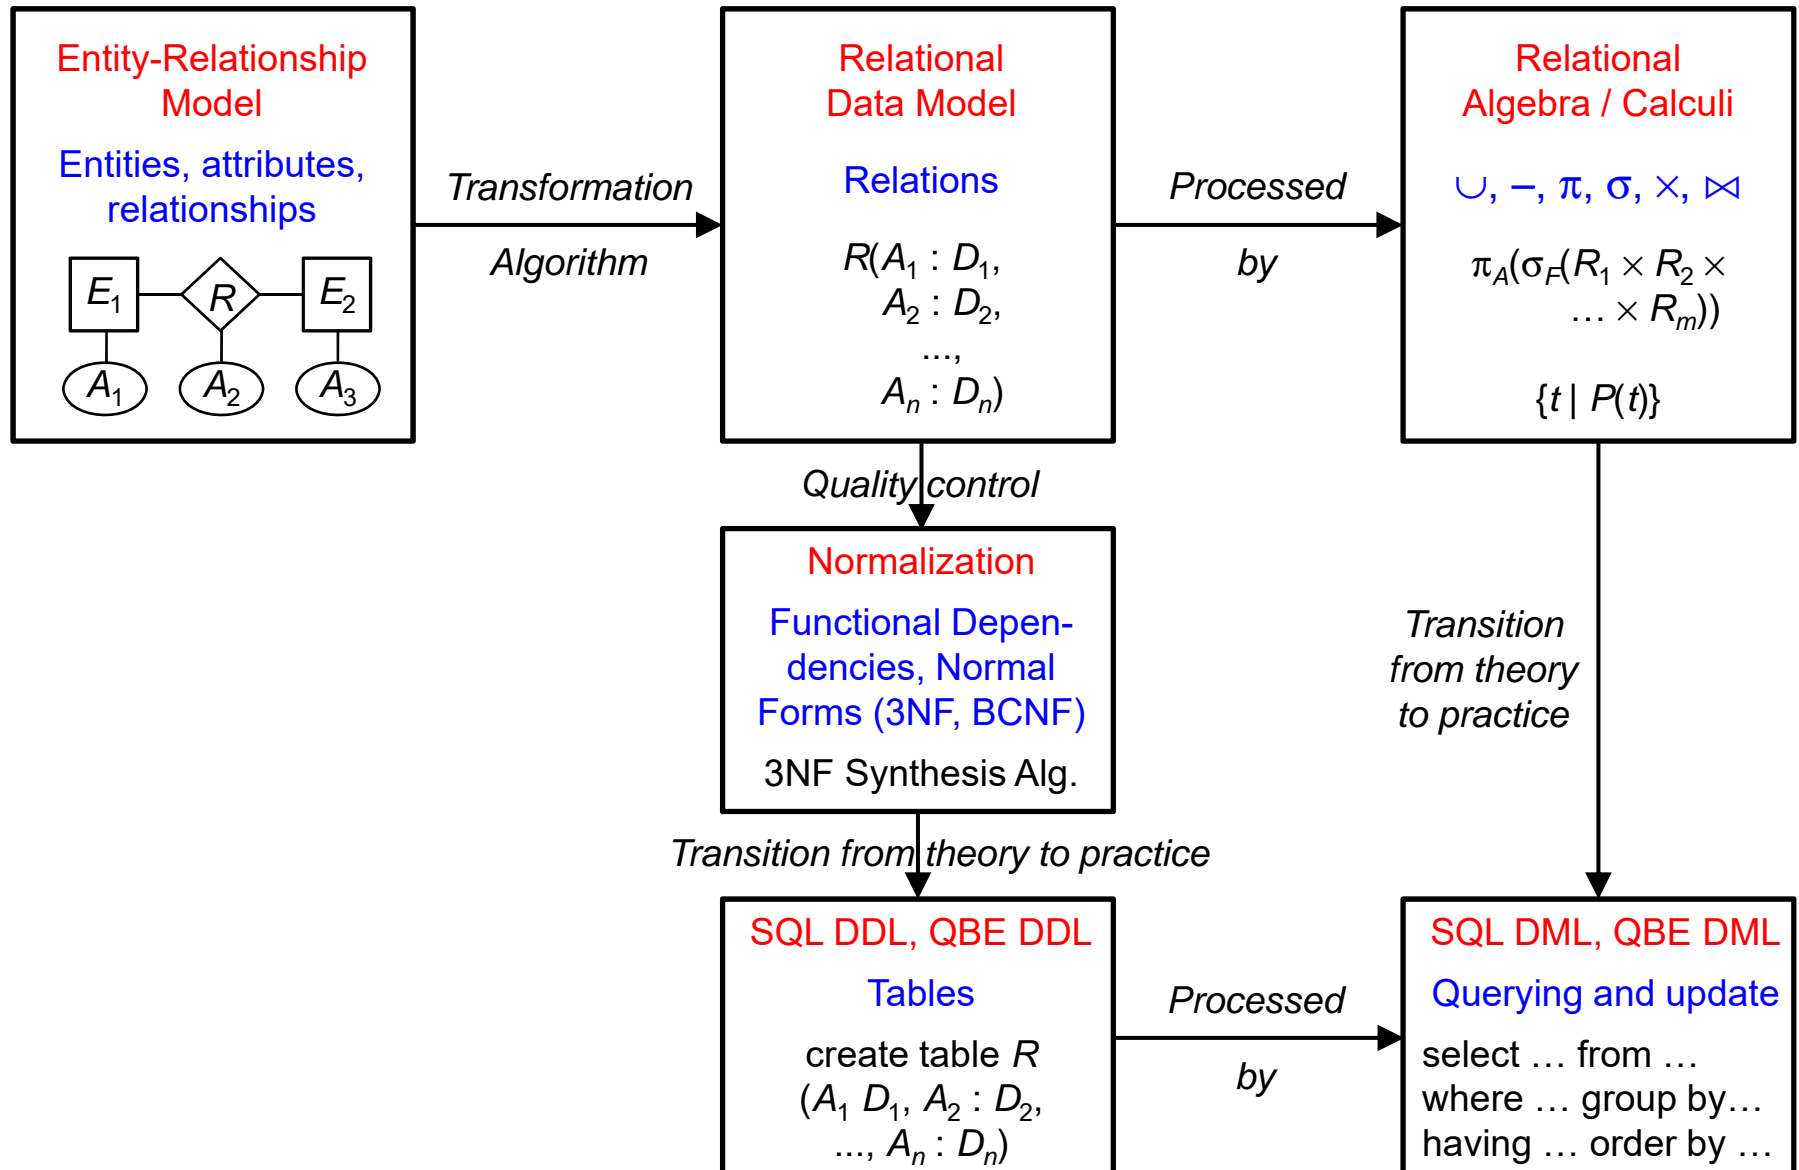 Entity-Relationship
Model
Entities, attributes,
relationships
E₁
R
E₂
A₁
A₂
A₃
Transformation
Algorithm
Relational
Data Model
Relations
R(A₁ : D₁,
A₂ : D₂,
...,
Aₙ : Dₙ)
Processed
by
Relational
Algebra / Calculi
∪, –, π, σ, ×, ⋈
π_A(σ_F(R₁ × R₂ ×
… × Rₘ))
{t | P(t)}
Quality control
Normalization
Functional Depen-
dencies, Normal
Forms (3NF, BCNF)
3NF Synthesis Alg.
Transition
from theory
to practice
Transition from theory to practice
SQL DDL, QBE DDL
Tables
create table R
(A₁ D₁, A₂ : D₂,
..., Aₙ : Dₙ)
Processed
by
SQL DML, QBE DML
Querying and update
select … from …
where … group by…
having … order by …